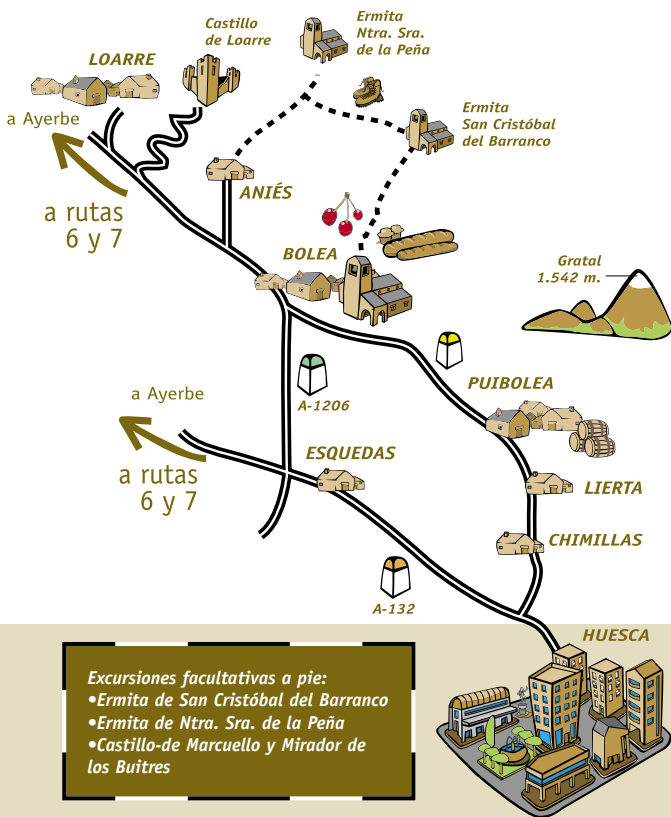 Castillo
de Loarre
Ermita
Ntra. Sra.
de la Peña
LOARRE
a Ayerbe
Ermita
San Cristóbal
del Barranco
ANIÉS
a rutas
6 y 7
BOLEA
Gratal
1.542 m.
PUIBOLEA
a Ayerbe
A-1206
a rutas
6 y 7
ESQUEDAS
LIERTA
CHIMILLAS
A-132
HUESCA
Excursiones facultativas a pie:
•Ermita de San Cristóbal del Barranco
•Ermita de Ntra. Sra. de la Peña
•Castillo-de Marcuello y Mirador de
los Buitres